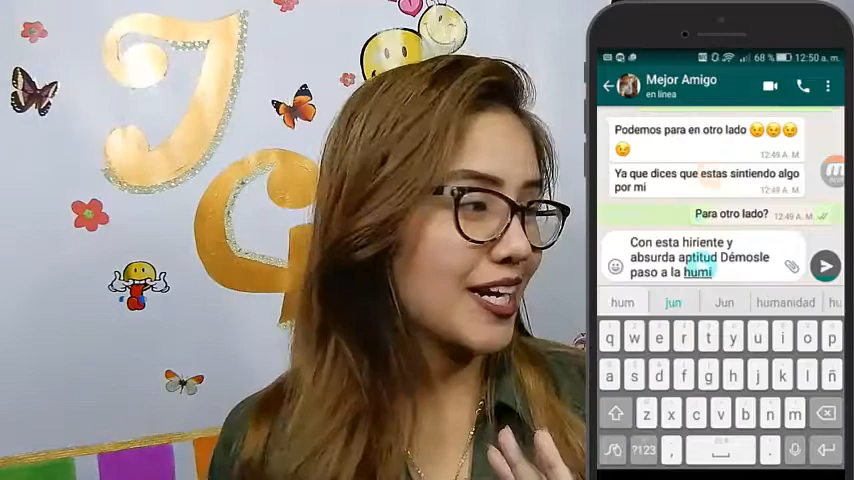 J
G
68 % 12:50 a. m.
Mejor Amigo
en línea
Podemos para en otro lado
12:49 A. M.
Ya que dices que estas sintiendo algo
por mi
12:49 A. M.
Para otro lado? 12:49 A. M.
Con esta hiriente y
absurda aptitud Démosle
paso a la humi
hum jun Jun humanidad hu
q w e r t y u i o p
a s d f g h j k l ñ
z x c v b n m
?123 , .